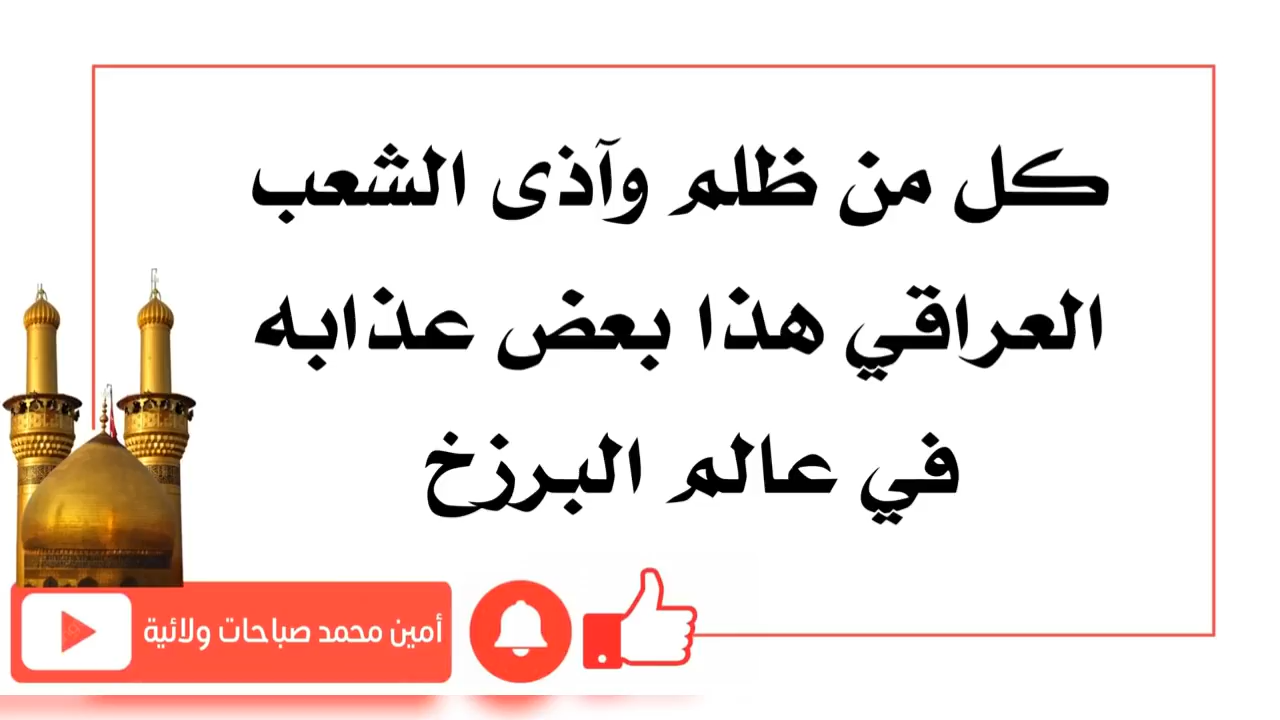 كل من ظلم وآذى الشعب
العراقي هذا بعض عذابه
في عالم البرزخ
أمين محمد صباحات ولائية